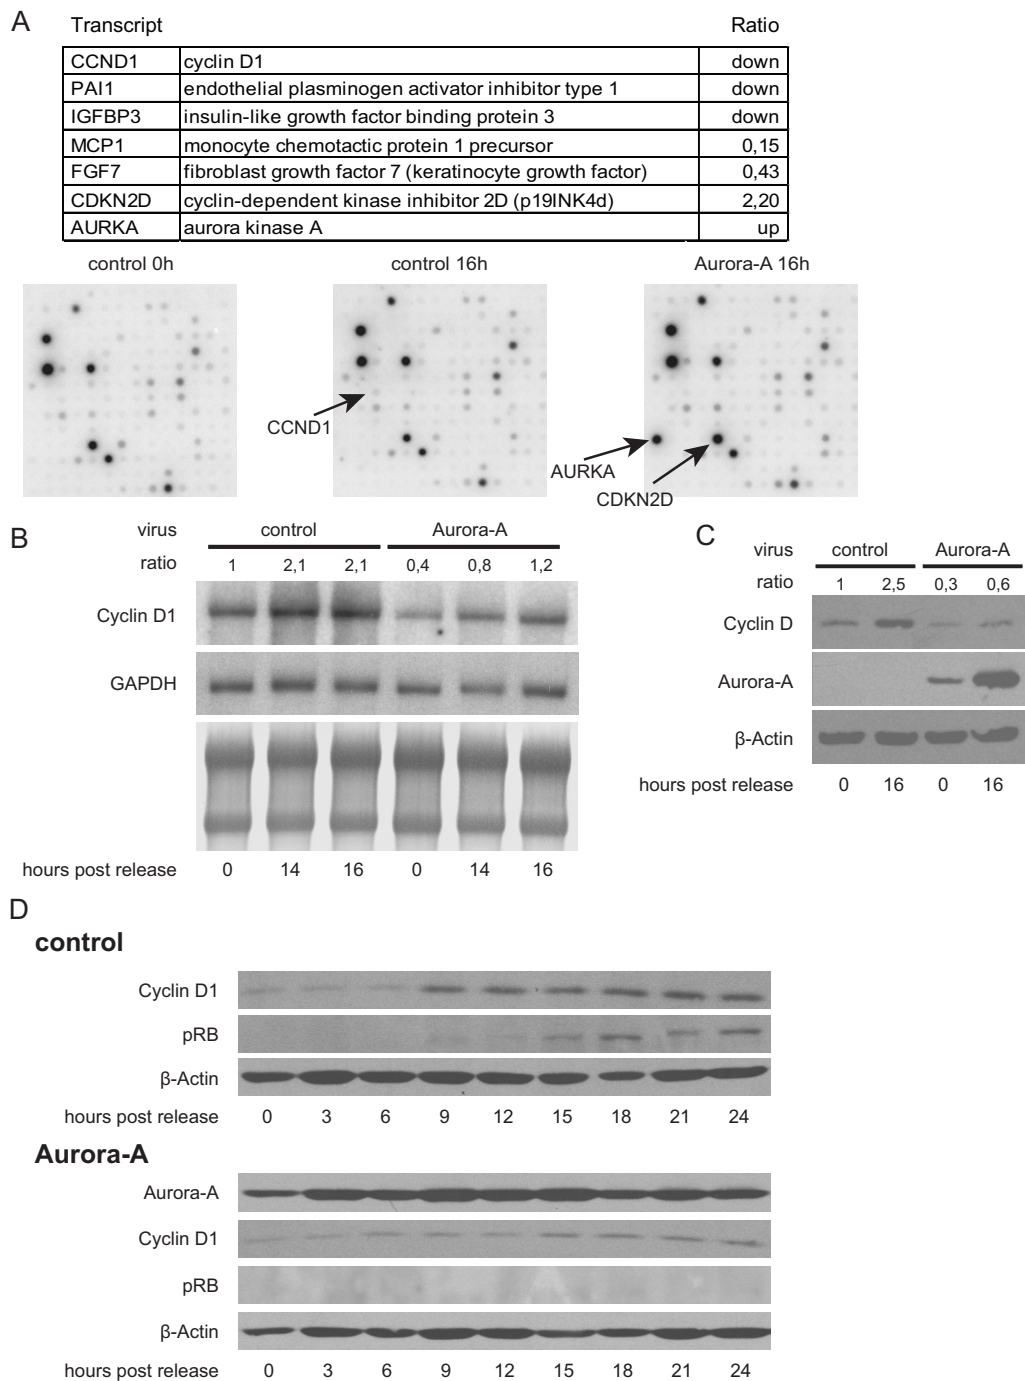 A
Transcript Ratio
CCND1 cyclin D1 down
PAI1 endothelial plasminogen activator inhibitor type 1 down
IGFBP3 insulin-like growth factor binding protein 3 down
MCP1 monocyte chemotactic protein 1 precursor 0,15
FGF7 fibroblast growth factor 7 (keratinocyte growth factor) 0,43
CDKN2D cyclin-dependent kinase inhibitor 2D (p19INK4d) 2,20
AURKA aurora kinase A up
control 0h control 16h Aurora-A 16h
CCND1
AURKA
CDKN2D
B
virus control Aurora-A
ratio 1 2,1 2,1 0,4 0,8 1,2
Cyclin D1
GAPDH
hours post release 0 14 16 0 14 16
C
virus control Aurora-A
ratio 1 2,5 0,3 0,6
Cyclin D
Aurora-A
β-Actin
hours post release 0 16 0 16
D
control
Cyclin D1
pRB
β-Actin
hours post release 0 3 6 9 12 15 18 21 24
Aurora-A
Aurora-A
Cyclin D1
pRB
β-Actin
hours post release 0 3 6 9 12 15 18 21 24